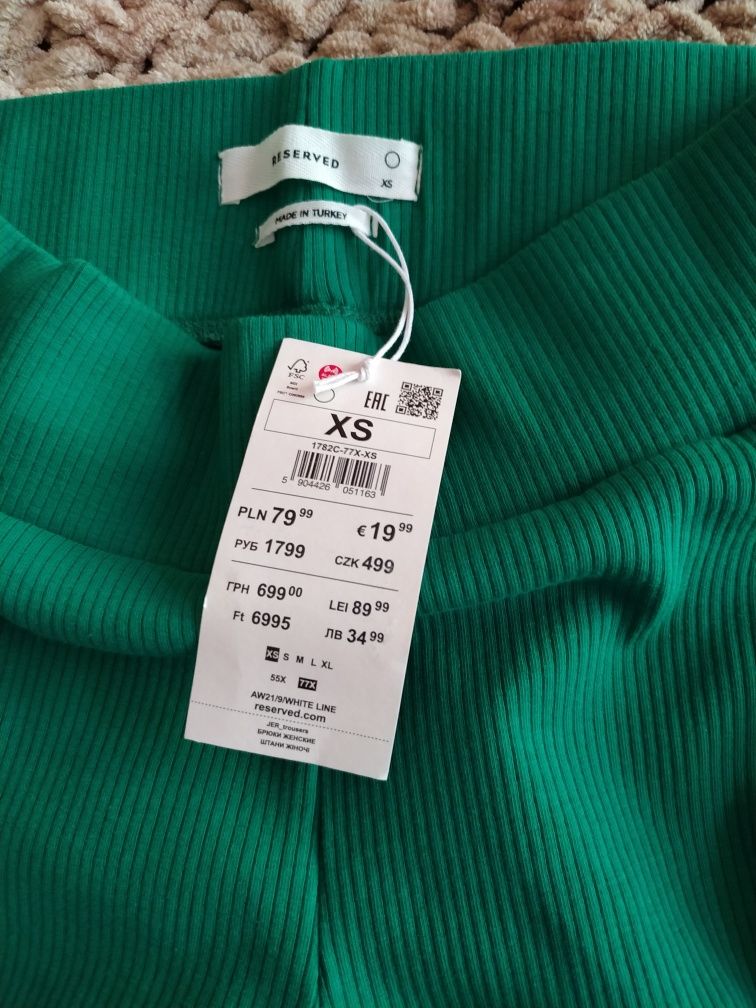 RESERVED
XS
MADE IN TURKEY
FSC
EAC
XS
1782C-77X-XS
5 904426 051163
PLN 79 99
€ 19 99
РУБ 1799
CZK 499
ГРН 699 00
LEI 89 99
Ft 6995
ЛВ 34 99
XS S M L XL
55X 77X
AW21/9/WHITE LINE
reserved.com
JER_trousers
БРЮКИ ЖЕНСКИЕ
ШТАНИ ЖІНОЧІ